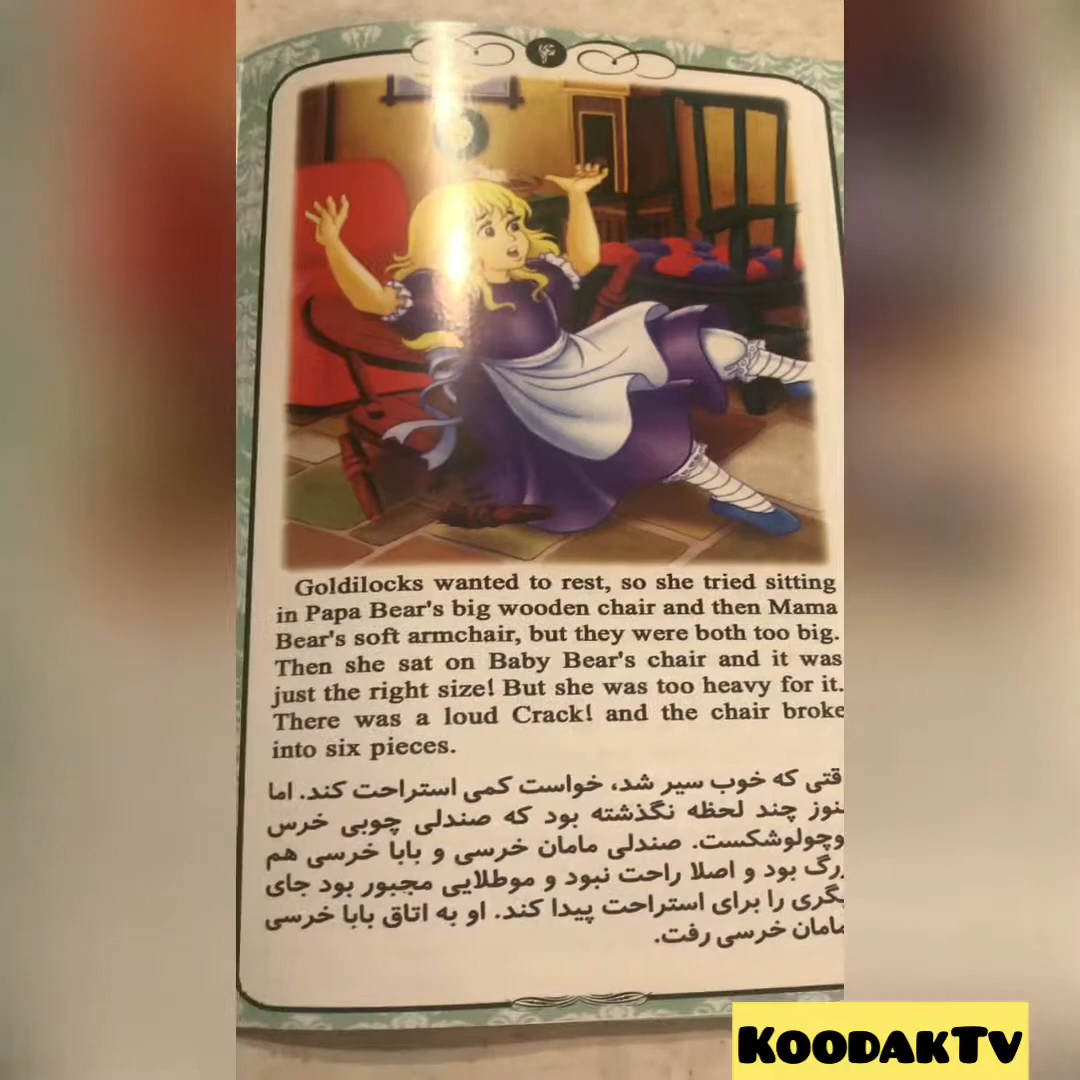 Goldilocks wanted to rest, so she tried sitting
in Papa Bear's big wooden chair and then Mama
Bear's soft armchair, but they were both too big.
Then she sat on Baby Bear's chair and it was
just the right size! But she was too heavy for it.
There was a loud Crack! and the chair broke
into six pieces.
قتی که خوب سیر شد، خواست کمی استراحت کند. اما
نوز چند لحظه نگذشته بود که صندلی چوبی خرس
وچولوشکست. صندلی مامان خرسی و بابا خرسی هم
رگ بود و اصلا راحت نبود و موطلایی مجبور بود جای
گری را برای استراحت پیدا کند. او به اتاق بابا خرسی
مامان خرسی رفت.
KOODAKTV